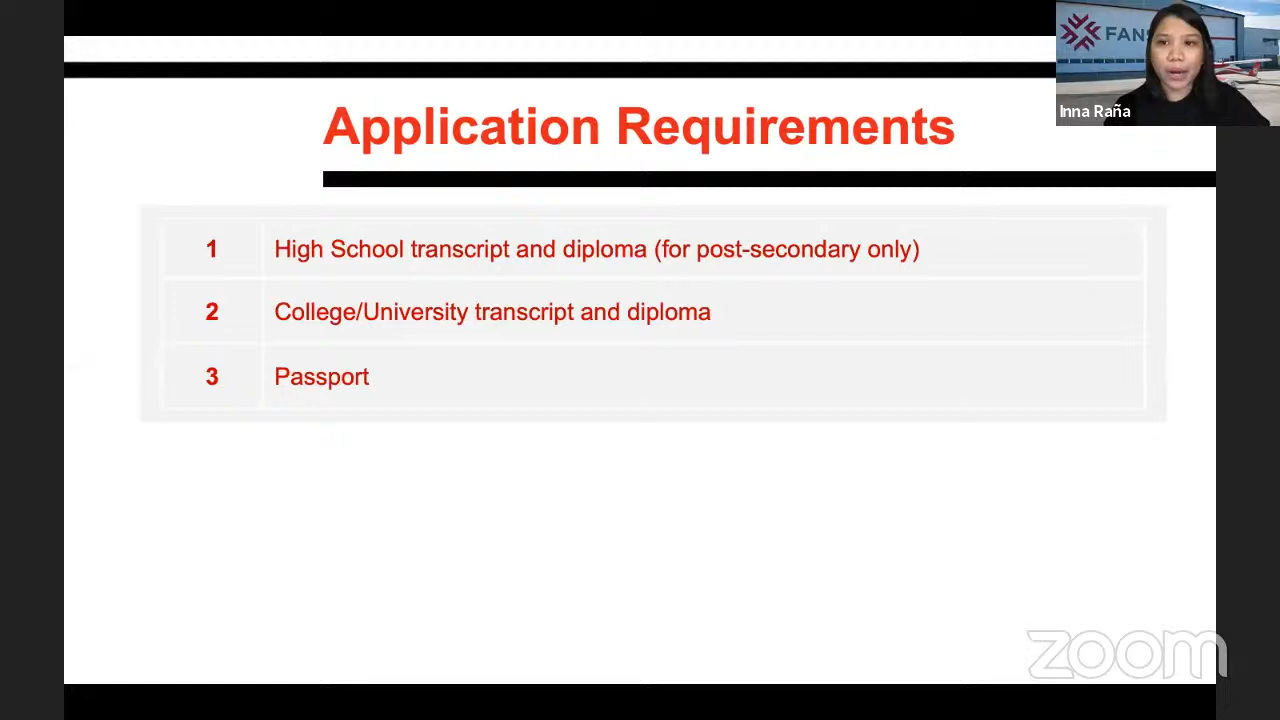 FANS
Inna Raña
Application Requirements
1 High School transcript and diploma (for post-secondary only)
2 College/University transcript and diploma
3 Passport
zoom